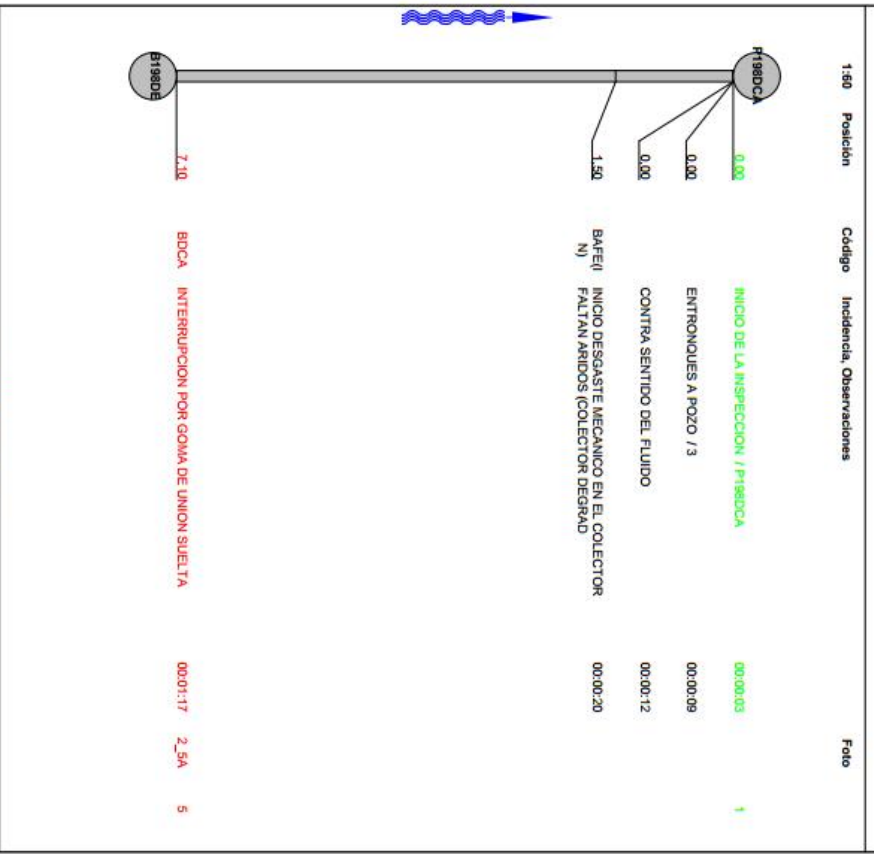 1:60 Posición Código Incidencia, Observaciones Foto
P198DCA
0.00 INICIO DE LA INSPECCION / P198DCA 00:00:03 1
0.00 ENTRONQUES A POZO / 3 00:00:09
0.00 CONTRA SENTIDO DEL FLUIDO 00:00:12
1.50 BAFE(I INICIO DESGASTE MECANICO EN EL COLECTOR 00:00:20
N) FALTAN ARIDOS (COLECTOR DEGRAD
7.10 BDCA INTERRUPCION POR GOMA DE UNION SUELTA 00:01:17 2_5A 5
B198DE